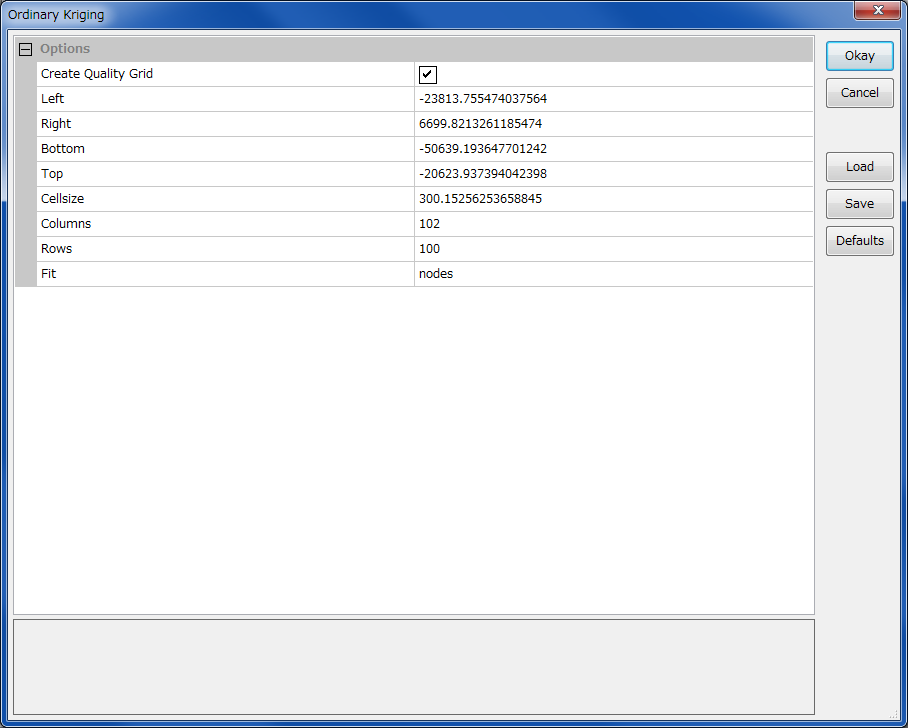 Ordinary Kriging
Options
Create Quality Grid
Left -23813.755474037564
Right 6699.8213261185474
Bottom -50639.193647701242
Top -20623.937394042398
Cellsize 300.15256253658845
Columns 102
Rows 100
Fit nodes
Okay
Cancel
Load
Save
Defaults